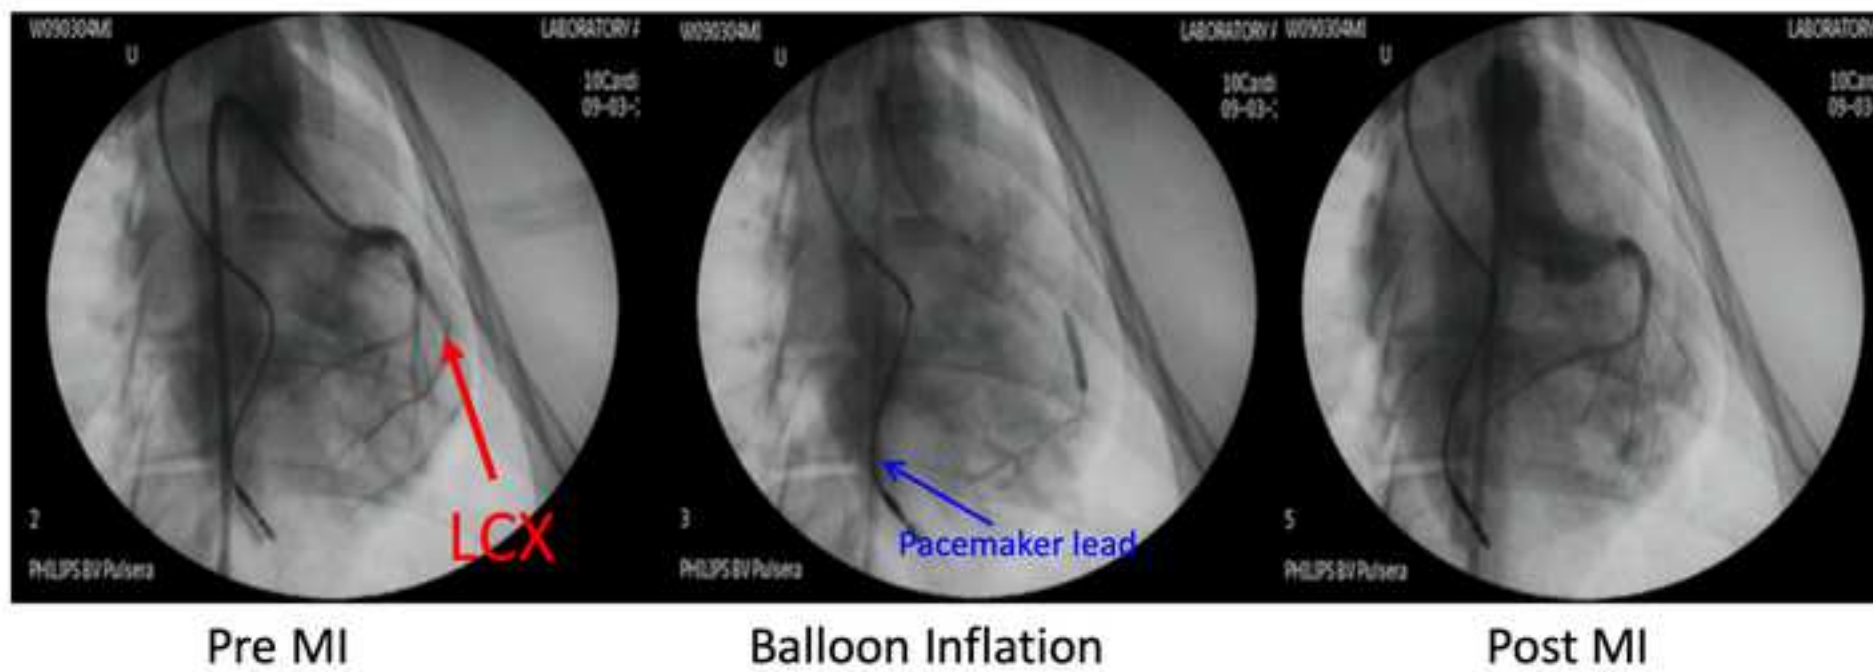 W090304MI
U
LABORATORY A
10Cardi
09-03-
2
PHILIPS BV Pulsera
LCX
W090304MI
U
LABORATORY
10Cardi
09-03-
3
PHILIPS BV Pulsera
Pacemaker lead
W090304MI
U
LABORATORY
10Car
09-03-
5
PHILIPS BV Pulsera
Pre MI
Balloon Inflation
Post MI